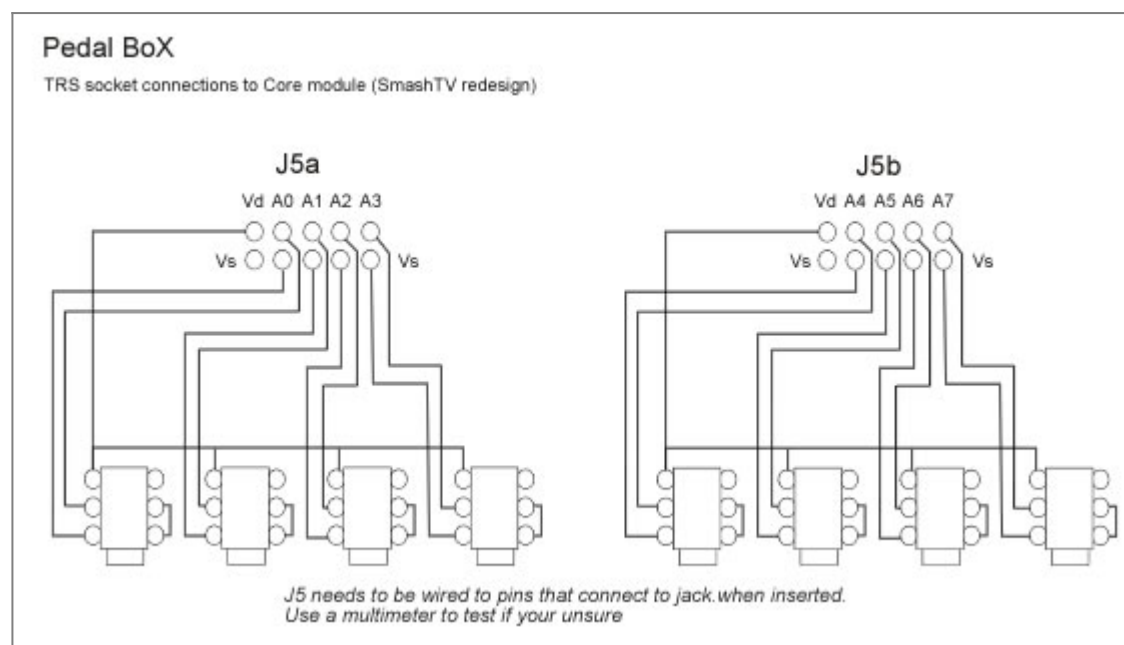 Pedal BoX
TRS socket connections to Core module (SmashTV redesign)
J5a
Vd A0 A1 A2 A3
Vs Vs
J5b
Vd A4 A5 A6 A7
Vs Vs
J5 needs to be wired to pins that connect to jack.when inserted.
Use a multimeter to test if your unsure